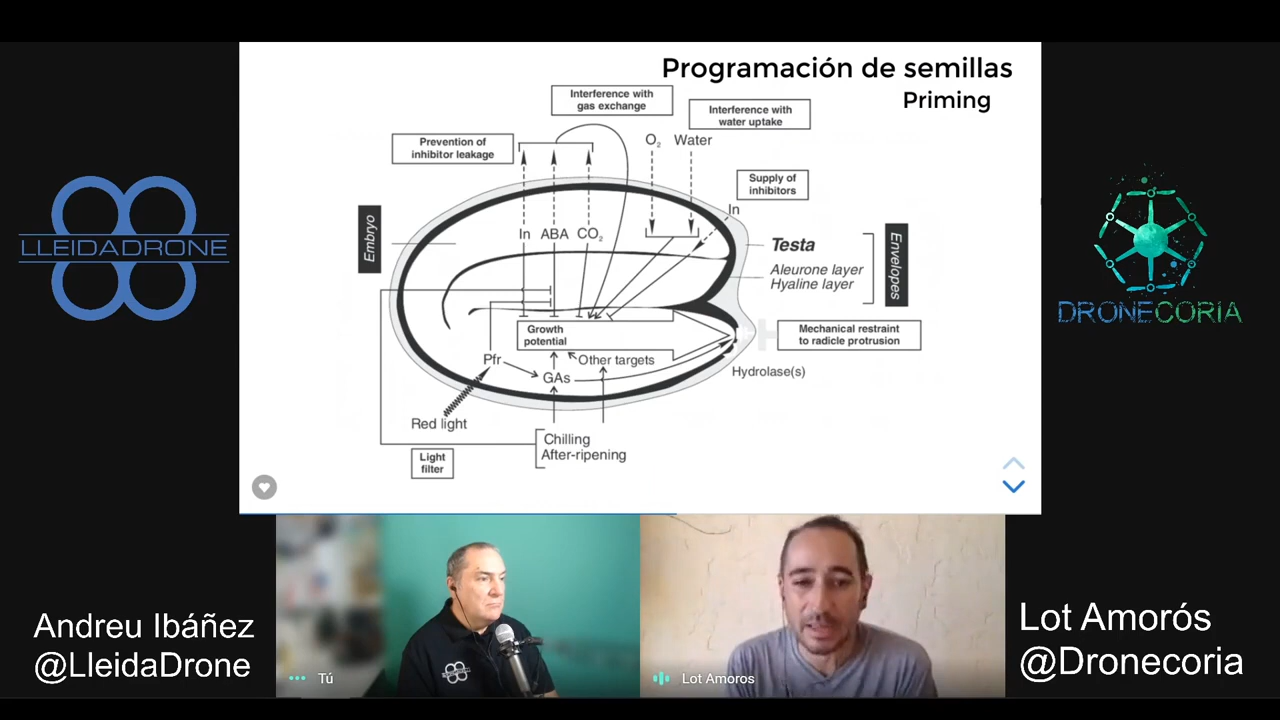 Programación de semillas
Priming
Interference with
gas exchange
Interference with
water uptake
Prevention of
inhibitor leakage
O₂ Water
Supply of
inhibitors
In
Embryo
In ABA CO₂
Testa
Aleurone layer
Hyaline layer
Envelopes
Growth
potential
Mechanical restraint
to radicle protrusion
Pfr
Other targets
GAs
Hydrolase(s)
Red light
Chilling
After-ripening
Light
filter
LLEIDADRONE
DRONECORIA
Andreu Ibáñez
@LleidaDrone
Tú
Lot Amoros
Lot Amorós
@Dronecoria